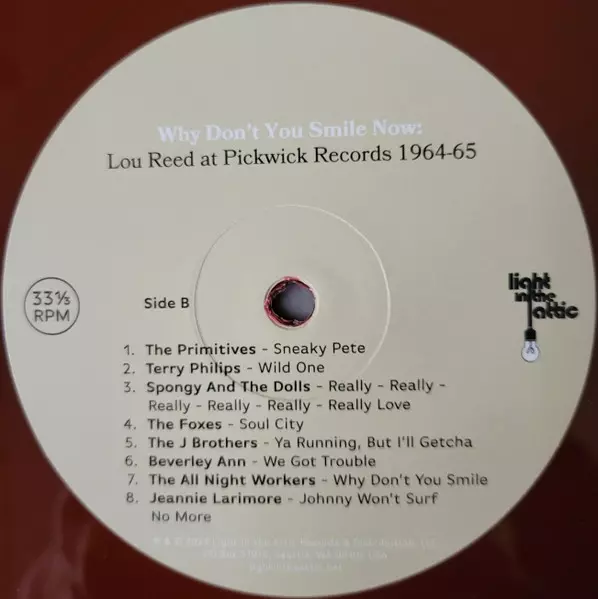 Why Don't You Smile Now:
Lou Reed at Pickwick Records 1964-65
33⅓
RPM
light
in the
attic
Side B
1. The Primitives - Sneaky Pete
2. Terry Philips - Wild One
3. Spongy And The Dolls - Really - Really -
Really - Really - Really - Really Love
4. The Foxes - Soul City
5. The J Brothers - Ya Running, But I'll Getcha
6. Beverley Ann - We Got Trouble
7. The All Night Workers - Why Don't You Smile
8. Jeannie Larimore - Johnny Won't Surf
No More